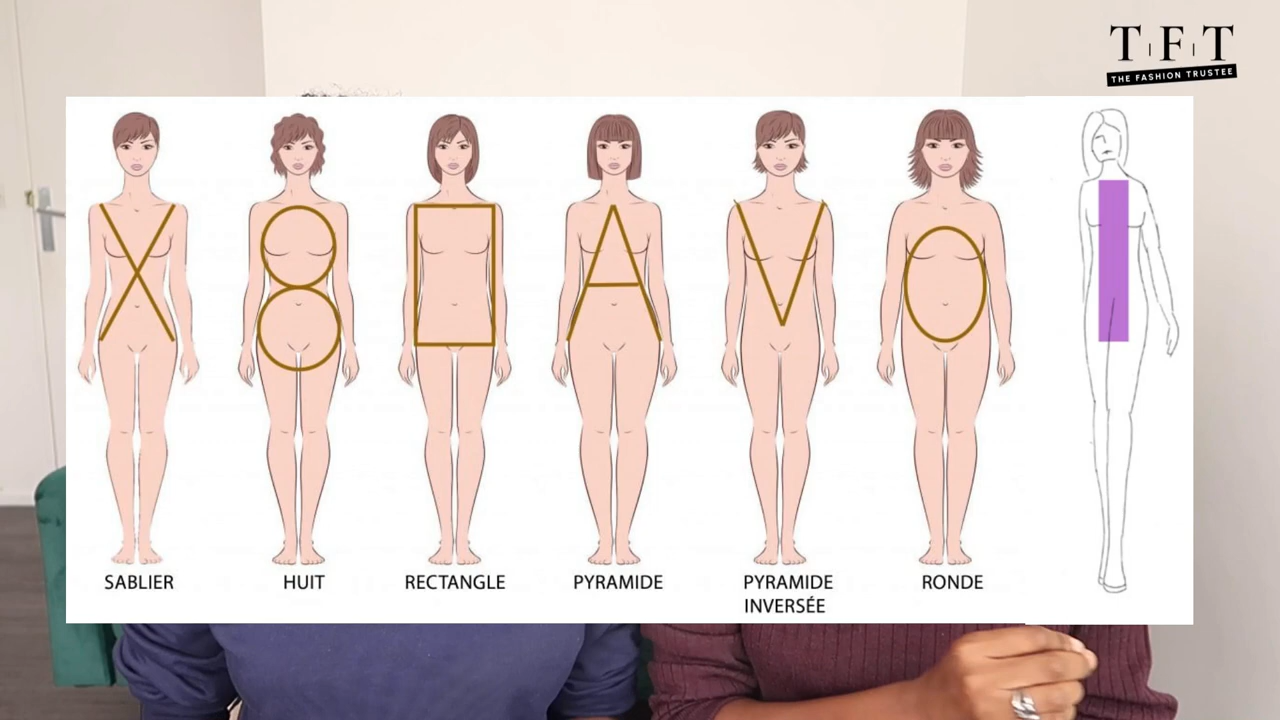 T F T
THE FASHION TRUSTEE
SABLIER
HUIT
RECTANGLE
PYRAMIDE
PYRAMIDE
INVERSÉE
RONDE